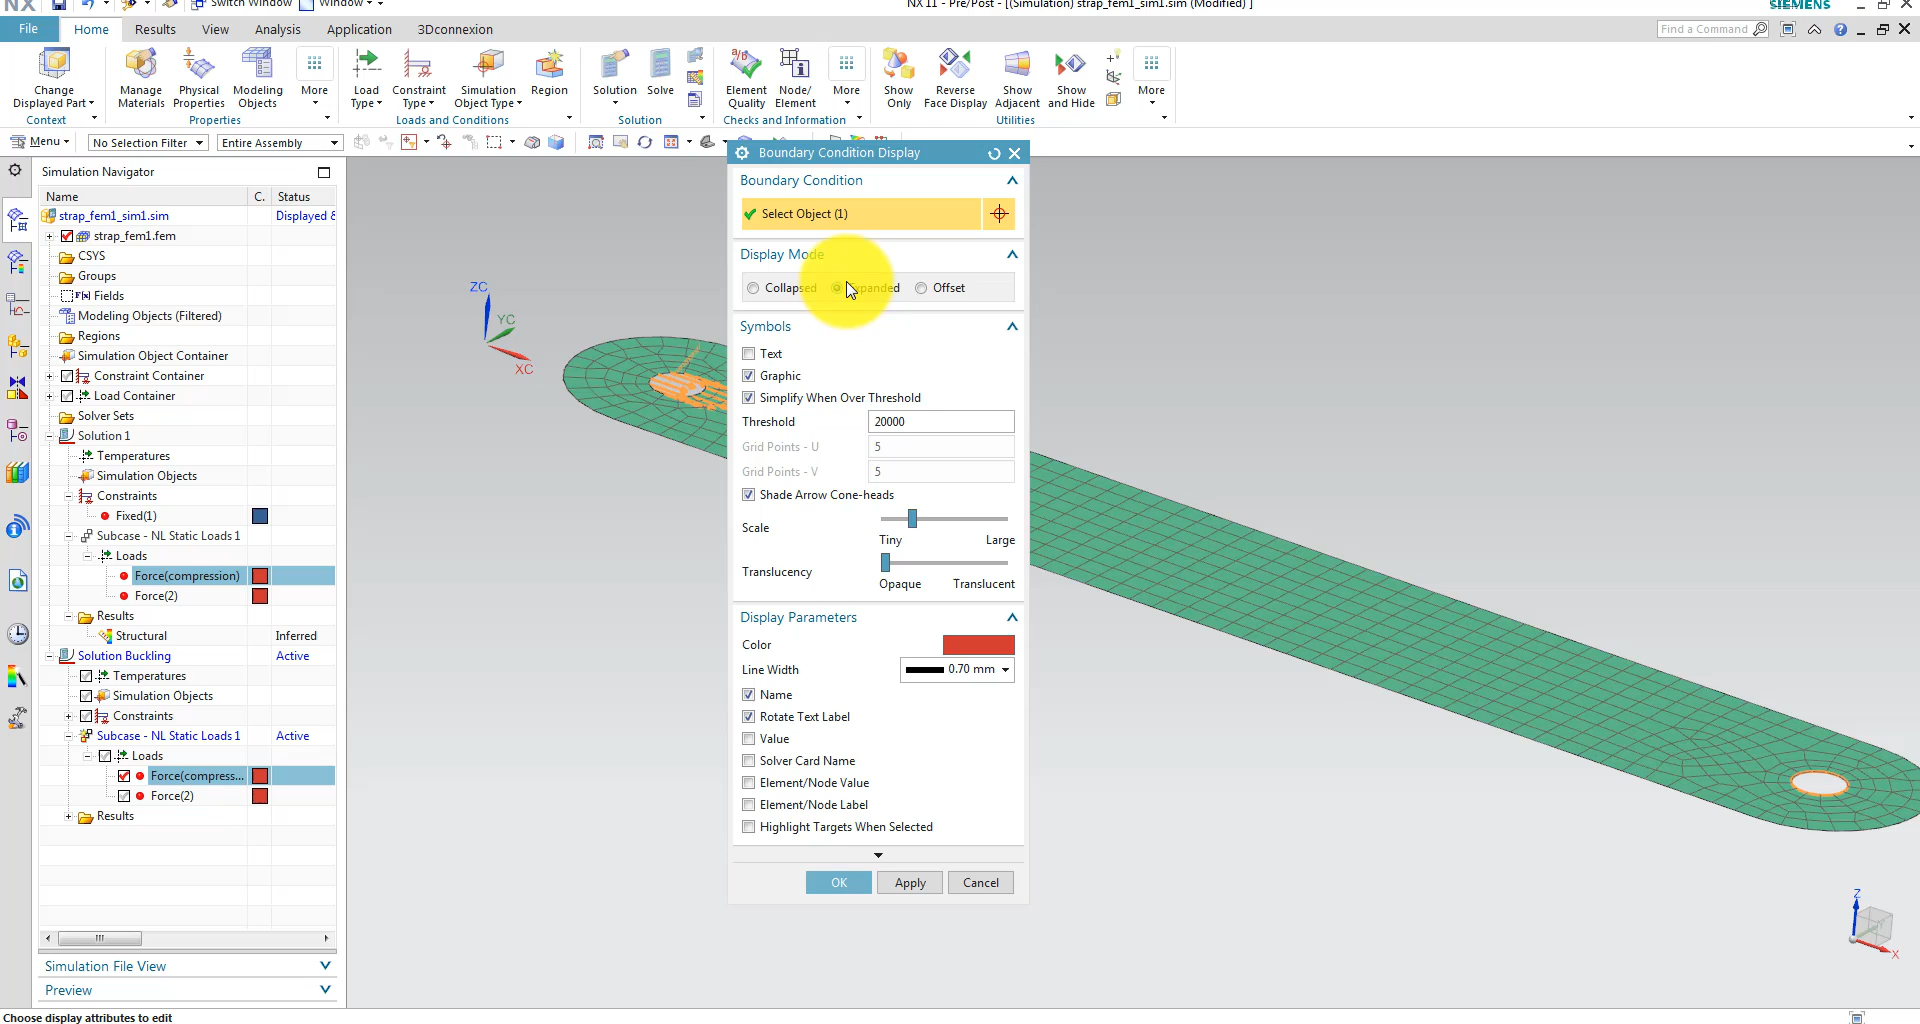 NX
Switch Window
Window
NX 11 - Pre/Post - [(Simulation) strap_fem1_sim1.sim (Modified) ]
SIEMENS
File
Home
Results
View
Analysis
Application
3Dconnexion
Find a Command
Change
Displayed Part
Context
Manage
Materials
Physical
Properties
Modeling
Objects
More
Properties
Load
Type
Constraint
Type
Simulation
Object Type
Region
Loads and Conditions
Solution
Solve
Solution
Element
Quality
Node/
Element
More
Checks and Information
Show
Only
Reverse
Face Display
Show
Adjacent
Show
and Hide
Utilities
More
Menu
No Selection Filter
Entire Assembly
Simulation Navigator
Name
C.
Status
strap_fem1_sim1.sim
Displayed &
strap_fem1.fem
CSYS
Groups
F(x) Fields
Modeling Objects (Filtered)
Regions
Simulation Object Container
Constraint Container
Load Container
Solver Sets
Solution 1
Temperatures
Simulation Objects
Constraints
Fixed(1)
Subcase - NL Static Loads 1
Loads
Force(compression)
Force(2)
Results
Structural
Inferred
Solution Buckling
Active
Temperatures
Simulation Objects
Constraints
Subcase - NL Static Loads 1
Active
Loads
Force(compress...
Force(2)
Results
Simulation File View
Preview
Choose display attributes to edit
ZC
YC
XC
Boundary Condition Display
Boundary Condition
Select Object (1)
Display Mode
Collapsed
Expanded
Offset
Symbols
Text
Graphic
Simplify When Over Threshold
Threshold
20000
Grid Points - U
5
Grid Points - V
5
Shade Arrow Cone-heads
Scale
Tiny
Large
Translucency
Opaque
Translucent
Display Parameters
Color
Line Width
0.70 mm
Name
Rotate Text Label
Value
Solver Card Name
Element/Node Value
Element/Node Label
Highlight Targets When Selected
OK
Apply
Cancel
Z
X